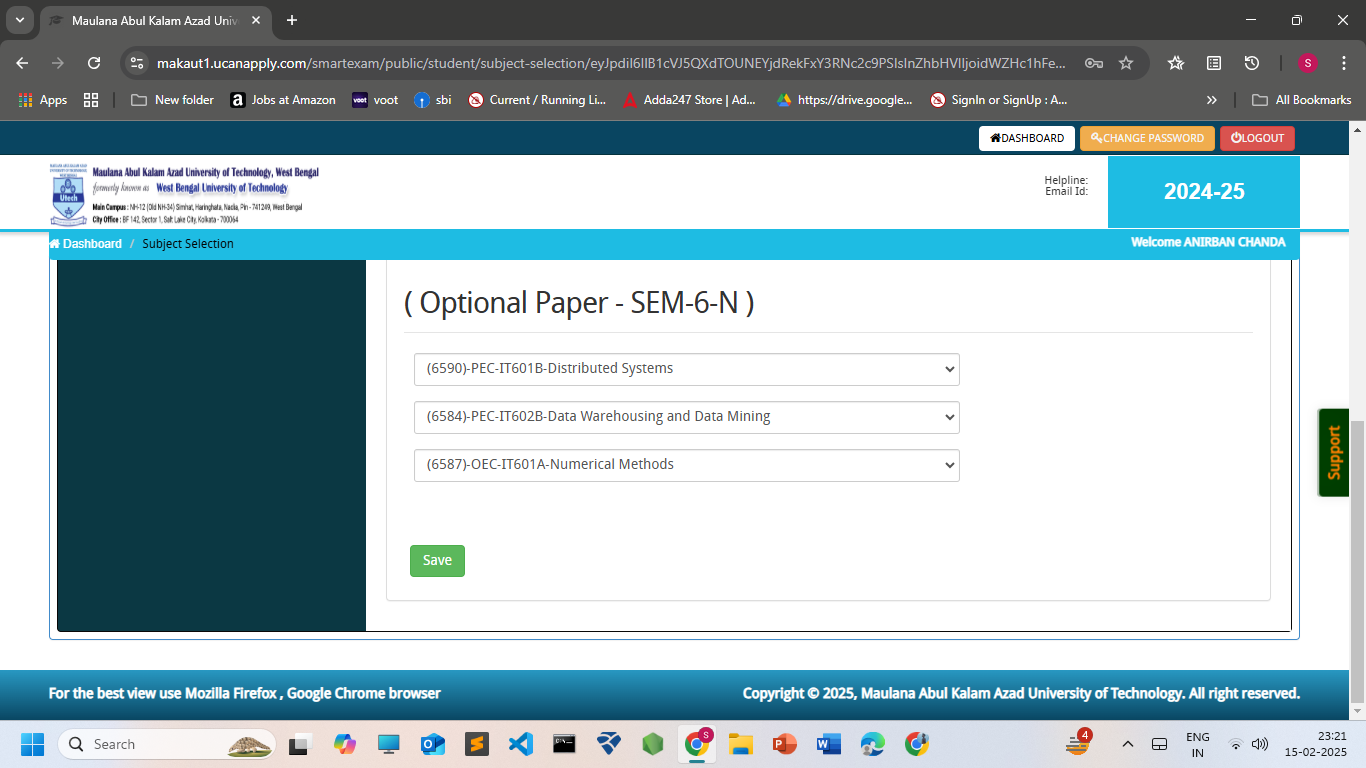 Maulana Abul Kalam Azad Univ
makaut1.ucanapply.com/smartexam/public/student/subject-selection/eyJpdiI6IlB1cVJ5QXdTOUNEYjdRekFxY3RNc2c9PSIsInZhbHVlIjoidWZHc1hFe...
S
Apps
New folder
a Jobs at Amazon
voot voot
sbi
Current / Running Li...
Adda247 Store | Ad...
https://drive.google...
SignIn or SignUp : A...
»
All Bookmarks
DASHBOARD
CHANGE PASSWORD
LOGOUT
Maulana Abul Kalam Azad University of Technology, West Bengal
formerly known as West Bengal University of Technology
Utech
Main Campus : NH-12 (Old NH-34) Simhat, Haringhata, Nadia, Pin - 741249, West Bengal
City Office : BF 142, Sector 1, Salt Lake City, Kolkata - 700064
Helpline:
Email Id:
2024-25
Dashboard / Subject Selection
Welcome ANIRBAN CHANDA
( Optional Paper - SEM-6-N )
(6590)-PEC-IT601B-Distributed Systems
(6584)-PEC-IT602B-Data Warehousing and Data Mining
(6587)-OEC-IT601A-Numerical Methods
Save
Support
For the best view use Mozilla Firefox , Google Chrome browser
Copyright © 2025, Maulana Abul Kalam Azad University of Technology. All right reserved.
Search
S
4
ENG
IN
23:21
15-02-2025